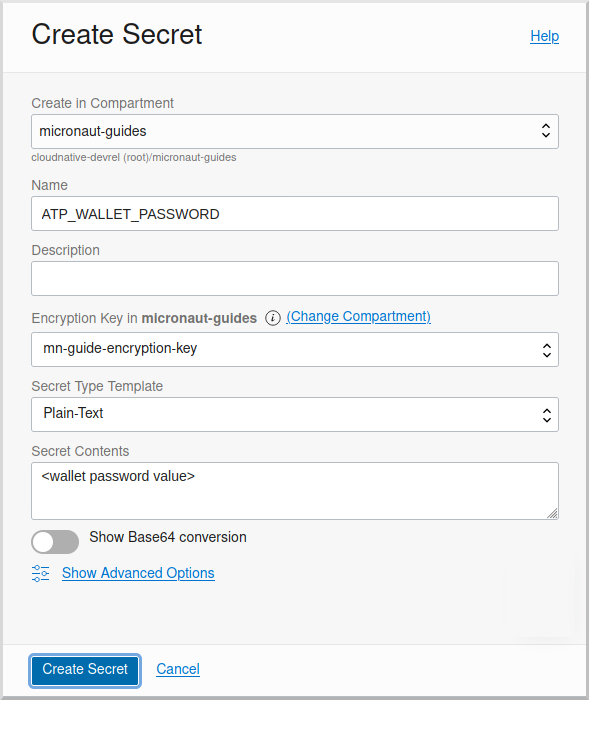 Create Secret
Help
Create in Compartment
micronaut-guides
cloudnative-devrel (root)/micronaut-guides
Name
ATP_WALLET_PASSWORD
Description
Encryption Key in micronaut-guides i (Change Compartment)
mn-guide-encryption-key
Secret Type Template
Plain-Text
Secret Contents
<wallet password value>
Show Base64 conversion
Show Advanced Options
Create Secret Cancel